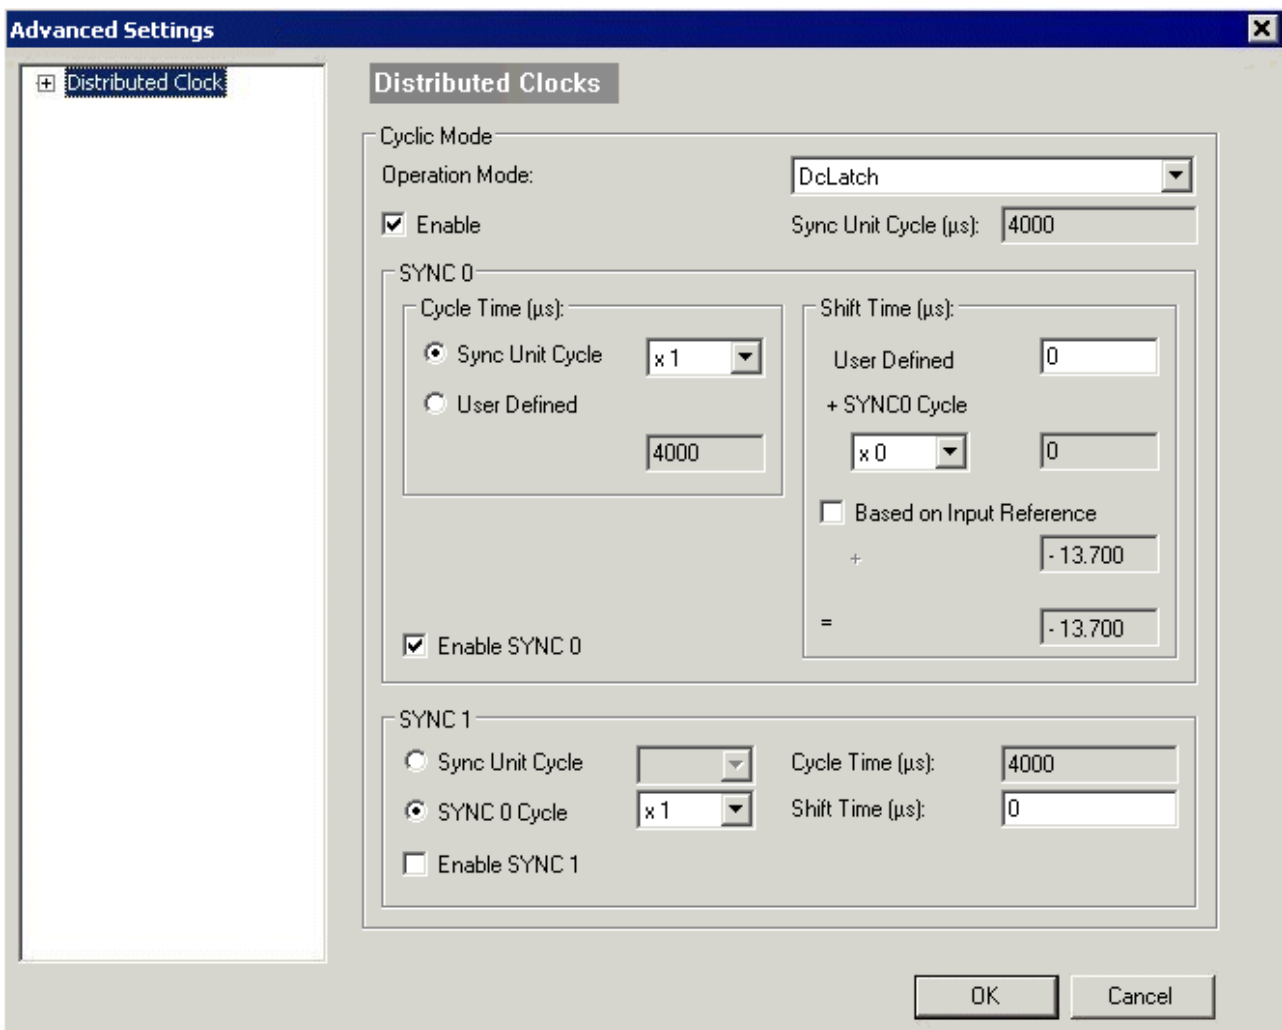 Advanced Settings
Distributed Clock
Distributed Clocks
Cyclic Mode
Operation Mode:
DcLatch
Enable
Sync Unit Cycle (µs):
4000
SYNC 0
Cycle Time (µs):
Sync Unit Cycle
x 1
User Defined
4000
Shift Time (µs):
User Defined
0
+ SYNC0 Cycle
x 0
0
Based on Input Reference
+
- 13.700
=
- 13.700
Enable SYNC 0
SYNC 1
Sync Unit Cycle
Cycle Time (µs):
4000
SYNC 0 Cycle
x 1
Shift Time (µs):
0
Enable SYNC 1
OK
Cancel